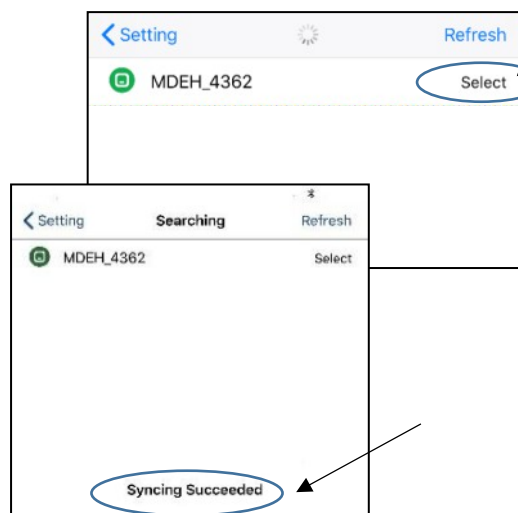 Setting Refresh
MDEH_4362 Select
Setting Searching Refresh
MDEH_4362 Select
Syncing Succeeded